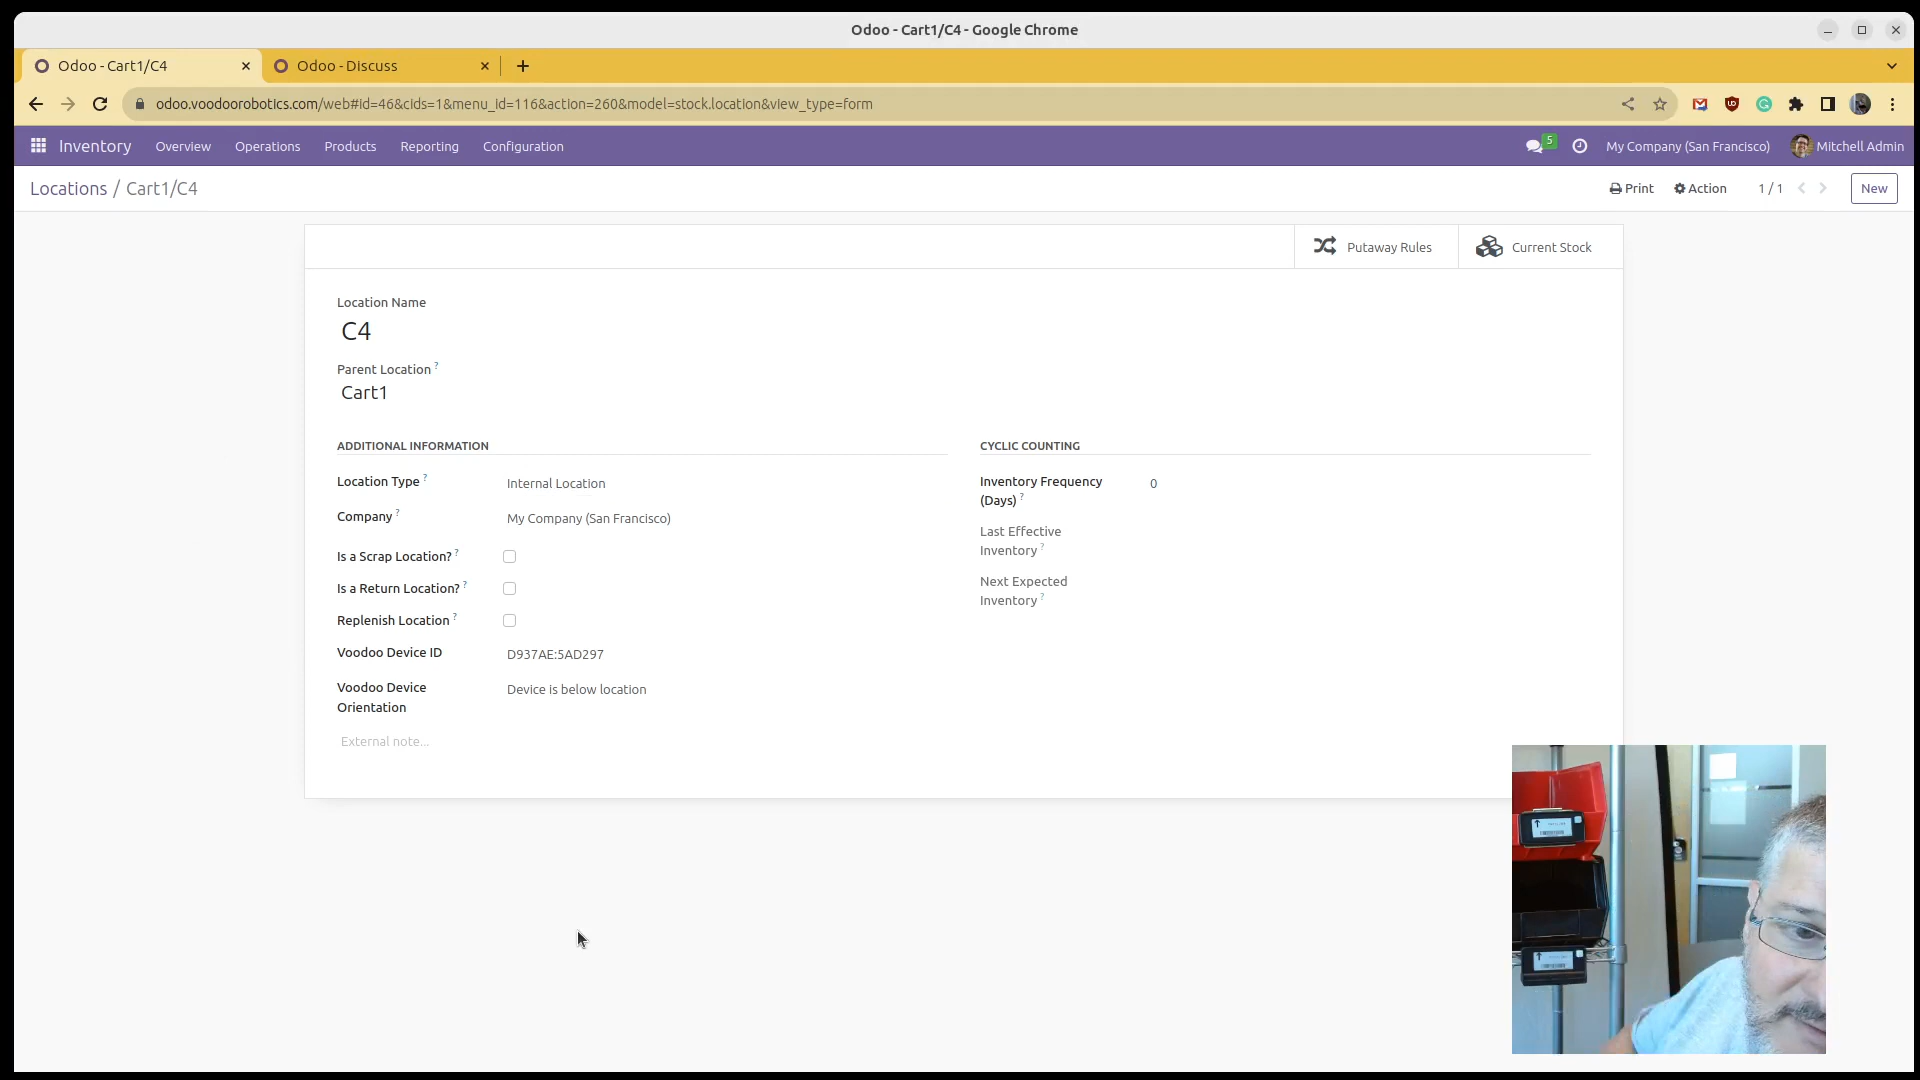 Odoo - Cart1/C4 - Google Chrome
Odoo - Cart1/C4
Odoo - Discuss
odoo.voodoorobotics.com/web#id=46&cids=1&menu_id=116&action=260&model=stock.location&view_type=form
Inventory Overview Operations Products Reporting Configuration
5
My Company (San Francisco)
Mitchell Admin
Locations / Cart1/C4
Print
Action
1 / 1
New
Putaway Rules
Current Stock
Location Name
C4
Parent Location ?
Cart1
ADDITIONAL INFORMATION
Location Type ? Internal Location
Company ? My Company (San Francisco)
Is a Scrap Location? ?
Is a Return Location? ?
Replenish Location ?
Voodoo Device ID D937AE:5AD297
Voodoo Device
Orientation
Device is below location
External note...
CYCLIC COUNTING
Inventory Frequency
(Days) ?
0
Last Effective
Inventory ?
Next Expected
Inventory ?